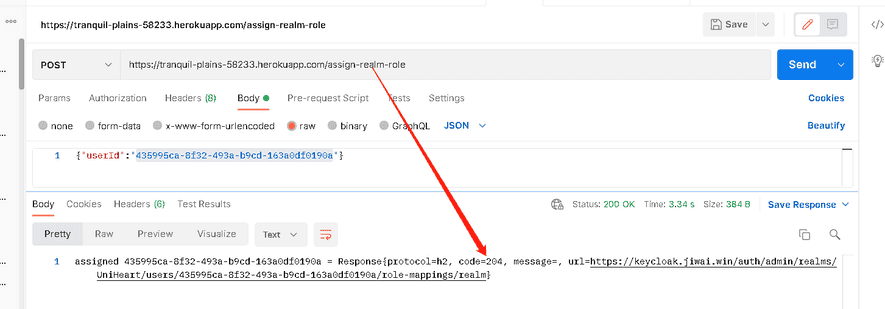 https://tranquil-plains-58233.herokuapp.com/assign-realm-role
Save
POST https://tranquil-plains-58233.herokuapp.com/assign-realm-role Send
Params Authorization Headers (8) Body Pre-request Script Tests Settings Cookies
none form-data x-www-form-urlencoded raw binary GraphQL JSON Beautify
1 {"userId":"435995ca-8f32-493a-b9cd-163a0df0190a"}
Body Cookies Headers (6) Test Results Status: 200 OK Time: 3.34 s Size: 384 B Save Response
Pretty Raw Preview Visualize Text
1 assigned 435995ca-8f32-493a-b9cd-163a0df0190a = Response{protocol=h2, code=204, message=, url=https://keycloak.jiwai.win/auth/admin/realms/
UniHeart/users/435995ca-8f32-493a-b9cd-163a0df0190a/role-mappings/realm}